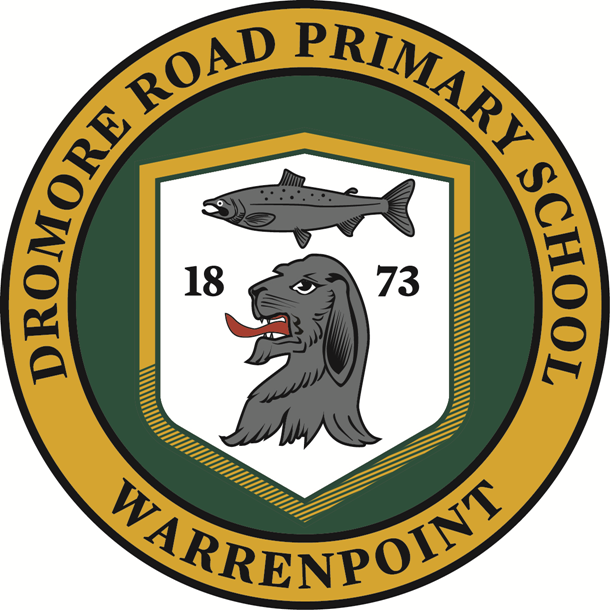 DROMORE ROAD PRIMARY SCHOOL
18 73
WARRENPOINT